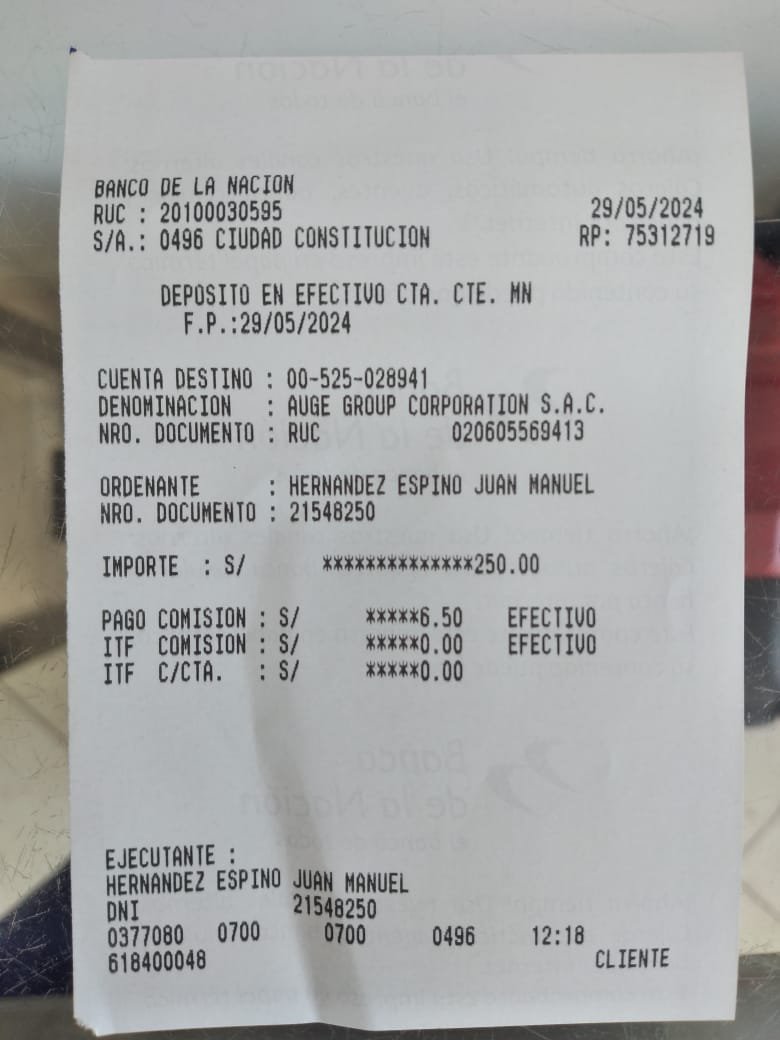 BANCO DE LA NACION
RUC : 20100030595 29/05/2024
S/A.: 0496 CIUDAD CONSTITUCION RP: 75312719
DEPOSITO EN EFECTIVO CTA. CTE. MN
F.P.:29/05/2024
CUENTA DESTINO : 00-525-028941
DENOMINACION : AUGE GROUP CORPORATION S.A.C.
NRO. DOCUMENTO : RUC 020605569413
ORDENANTE : HERNANDEZ ESPINO JUAN MANUEL
NRO. DOCUMENTO : 21548250
IMPORTE : S/ **************250.00
PAGO COMISION : S/ *****6.50 EFECTIVO
ITF COMISION : S/ *****0.00 EFECTIVO
ITF C/CTA. : S/ *****0.00
EJECUTANTE :
HERNANDEZ ESPINO JUAN MANUEL
DNI 21548250
0377080 0700 0700 0496 12:18
618400048 CLIENTE